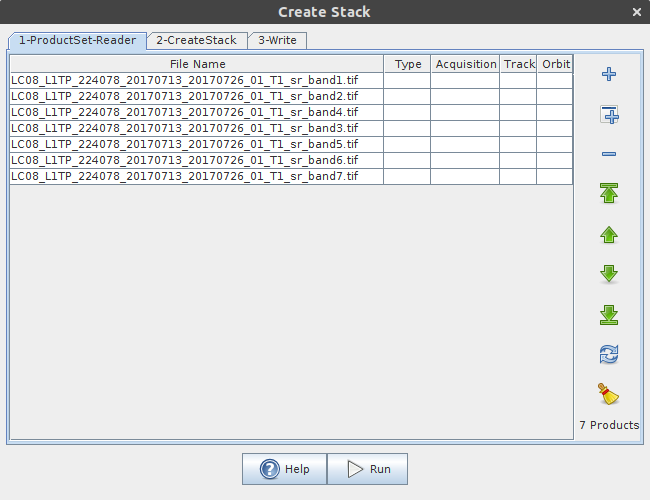 Create Stack
1-ProductSet-Reader 2-CreateStack 3-Write
File Name Type Acquisition Track Orbit
LC08_L1TP_224078_20170713_20170726_01_T1_sr_band1.tif
LC08_L1TP_224078_20170713_20170726_01_T1_sr_band2.tif
LC08_L1TP_224078_20170713_20170726_01_T1_sr_band4.tif
LC08_L1TP_224078_20170713_20170726_01_T1_sr_band3.tif
LC08_L1TP_224078_20170713_20170726_01_T1_sr_band5.tif
LC08_L1TP_224078_20170713_20170726_01_T1_sr_band6.tif
LC08_L1TP_224078_20170713_20170726_01_T1_sr_band7.tif
7 Products
Help Run